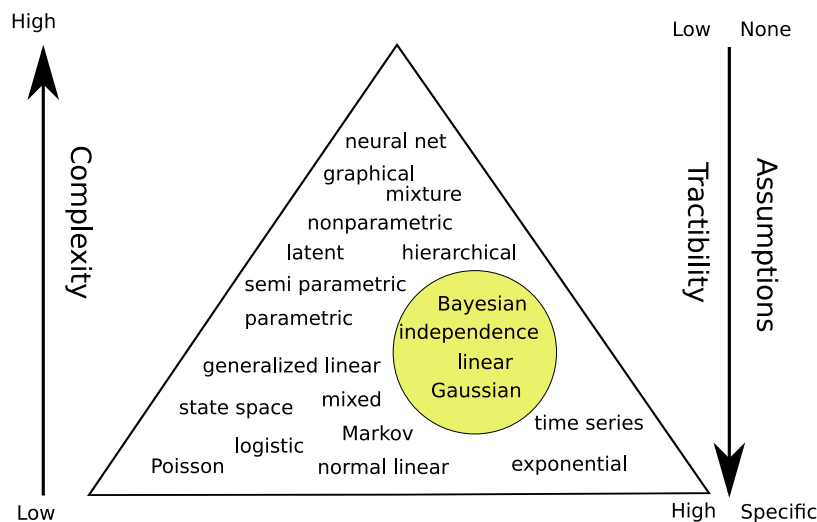 High
Low None
neural net
graphical
mixture
nonparametric
latent hierarchical
semi parametric
parametric
Bayesian
independence
linear
Gaussian
generalized linear
state space
mixed
time series
Markov
logistic
Poisson
normal linear
exponential
Complexity
Tractibility
Assumptions
Low
High Specific